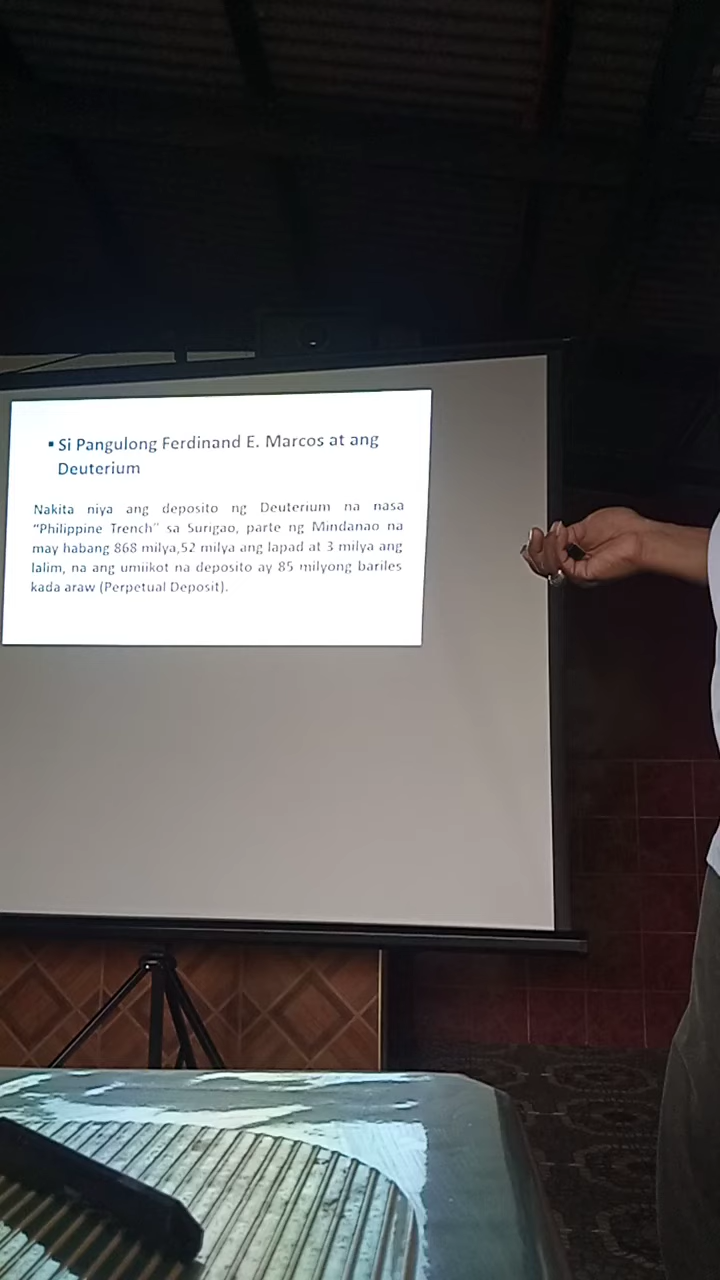 ▪ Si Pangulong Ferdinand E. Marcos at ang
Deuterium
Nakita niya ang deposito ng Deuterium na nasa
“Philippine Trench” sa Surigao, parte ng Mindanao na
may habang 868 milya,52 milya ang lapad at 3 milya ang
lalim, na ang umiikot na deposito ay 85 milyong bariles
kada araw (Perpetual Deposit).